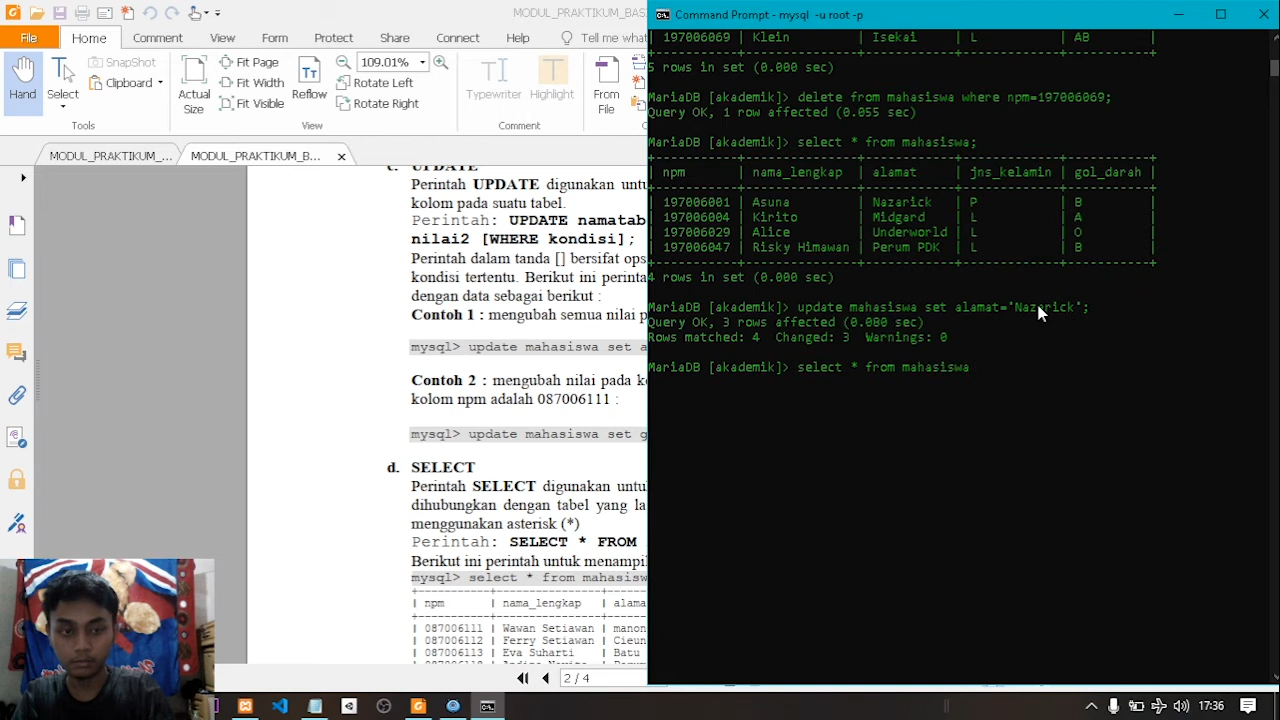 MODUL_PRAKTIKUM_BASI
Command Prompt - mysql -u root -p
File
Home
Comment
View
Form
Protect
Share
Connect
Help
Tell me what you
Hand
Select
SnapShot
Clipboard
Tools
Actual
Size
Fit Page
Fit Width
Fit Visible
Reflow
109.01%
Rotate Left
Rotate Right
View
Typewriter
Highlight
Comment
From
File
MODUL_PRAKTIKUM_...
MODUL_PRAKTIKUM_B...
c. UPDATE
Perintah UPDATE digunakan untu
kolom pada suatu tabel.
Perintah: UPDATE namatab
nilai2 [WHERE kondisi];
Perintah dalam tanda [] bersifat ops
kondisi tertentu. Berikut ini perinta
dengan data sebagai berikut :
Contoh 1 : mengubah semua nilai p
mysql> update mahasiswa set a
Contoh 2 : mengubah nilai pada k
kolom npm adalah 087006111 :
mysql> update mahasiswa set g
d. SELECT
Perintah SELECT digunakan untu
dihubungkan dengan tabel yang la
menggunakan asterisk (*)
Perintah: SELECT * FROM
Berikut ini perintah untuk menampil
mysql> select * from mahasisw
+-----------+----------------+------
| npm | nama_lengkap | alama
+-----------+----------------+------
| 087006111 | Wawan Setiawan | manon
| 087006112 | Ferry Setiawan | Cieun
| 087006113 | Eva Suharti | Batu
2 / 4
| 197006069 | Klein | Isekai | L | AB |
+-----------+----------------+------------+-------------+-----------+
5 rows in set (0.000 sec)
MariaDB [akademik]> delete from mahasiswa where npm=197006069;
Query OK, 1 row affected (0.055 sec)
MariaDB [akademik]> select * from mahasiswa;
+-----------+----------------+------------+-------------+-----------+
| npm | nama_lengkap | alamat | jns_kelamin | gol_darah |
+-----------+----------------+------------+-------------+-----------+
| 197006001 | Asuna | Nazarick | P | B |
| 197006004 | Kirito | Midgard | L | A |
| 197006029 | Alice | Underworld | L | O |
| 197006047 | Risky Himawan | Perum PDK | L | B |
+-----------+----------------+------------+-------------+-----------+
4 rows in set (0.000 sec)
MariaDB [akademik]> update mahasiswa set alamat='Nazarick';
Query OK, 3 rows affected (0.080 sec)
Rows matched: 4 Changed: 3 Warnings: 0
MariaDB [akademik]> select * from mahasiswa
17:36